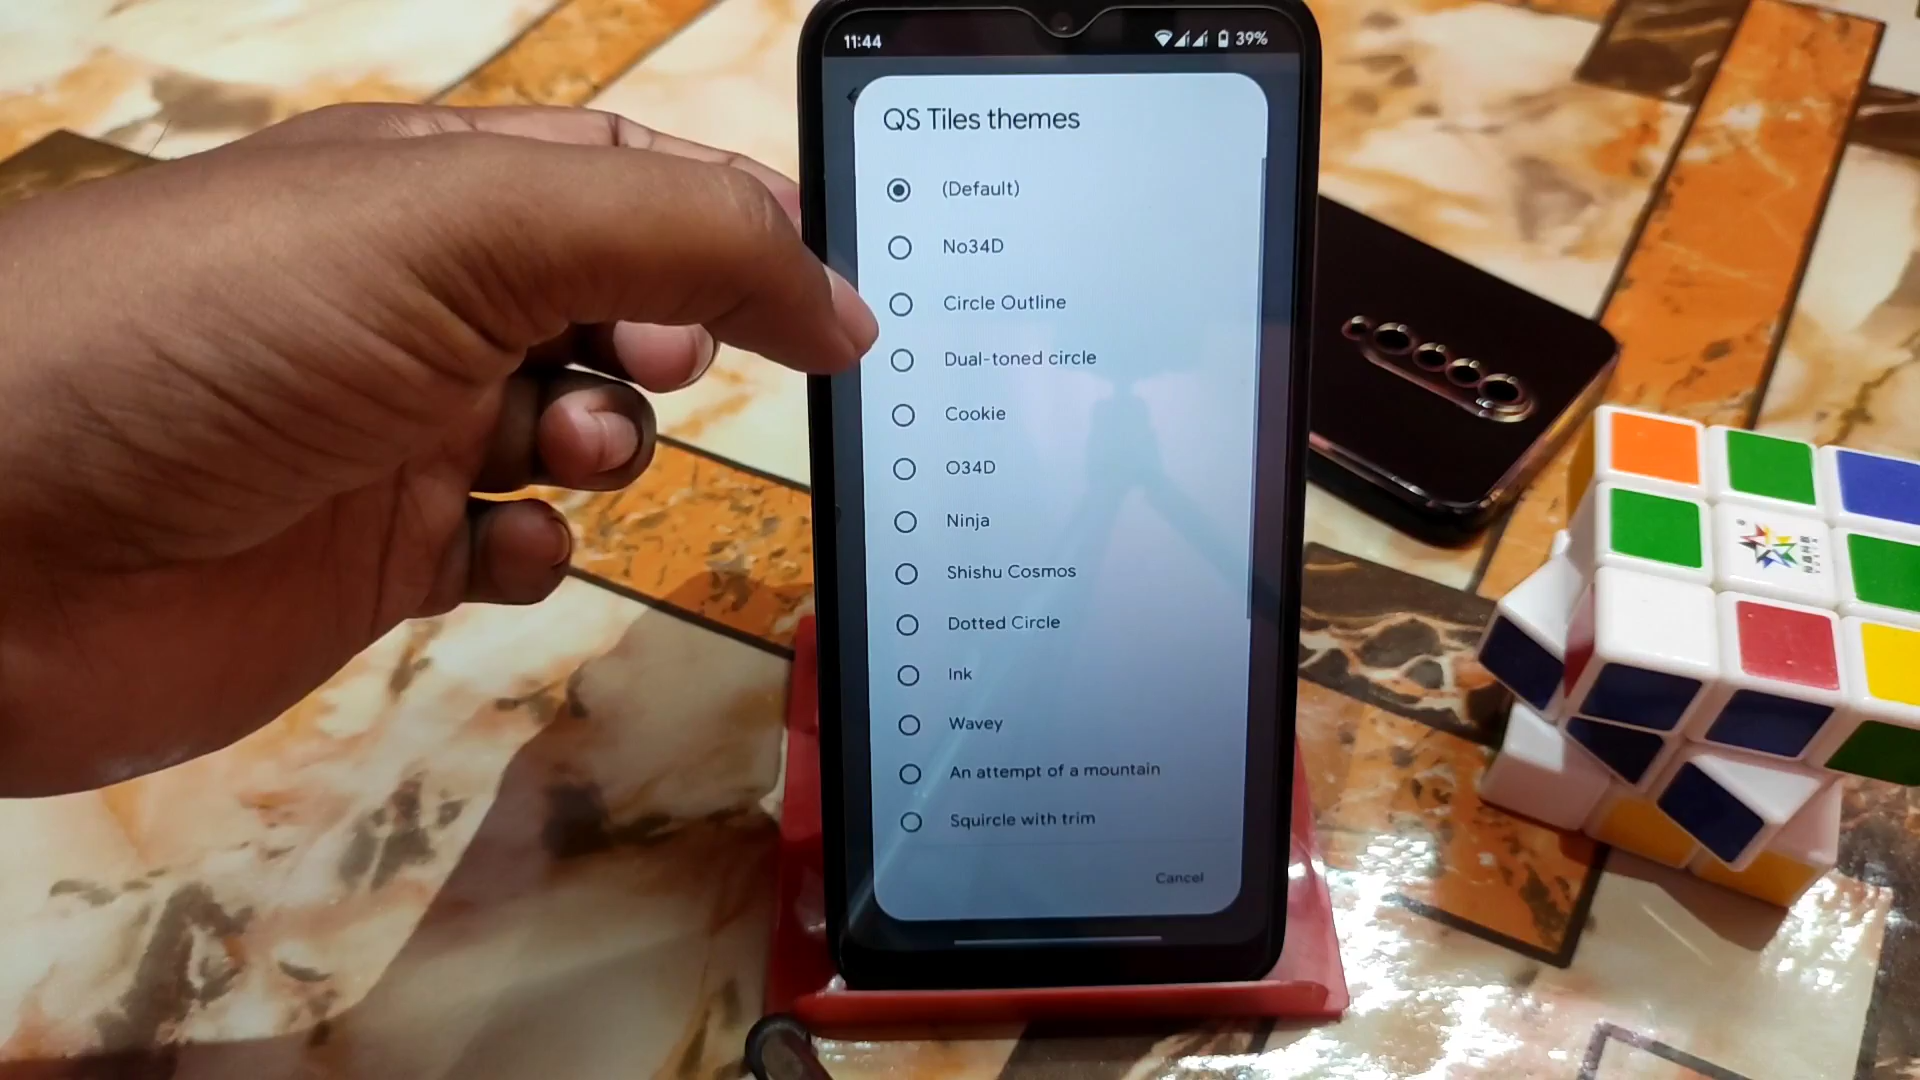 11:44
39%
QS Tiles themes
(Default)
No34D
Circle Outline
Dual-toned circle
Cookie
O34D
Ninja
Shishu Cosmos
Dotted Circle
Ink
Wavey
An attempt of a mountain
Squircle with trim
Cancel